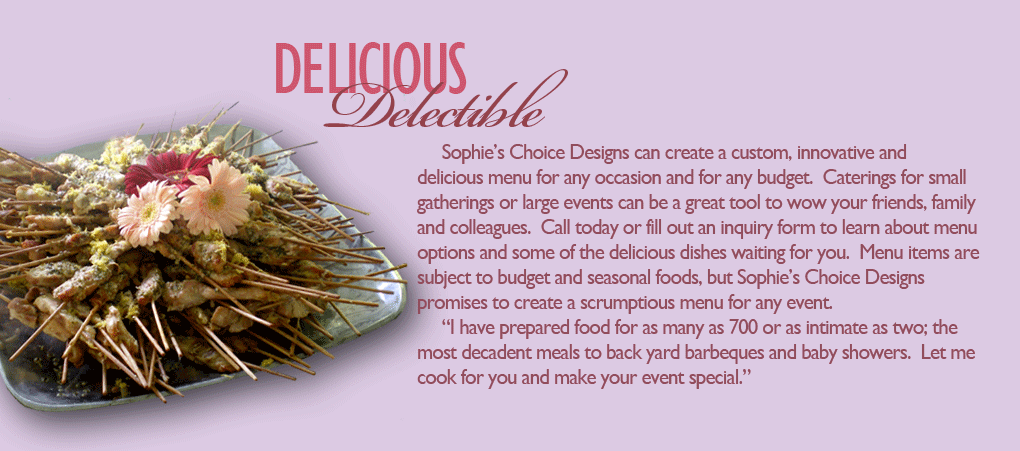 DELICIOUS
Delectible
Sophie’s Choice Designs can create a custom, innovative and
delicious menu for any occasion and for any budget.  Caterings for small
gatherings or large events can be a great tool to wow your friends, family
and colleagues.  Call today or fill out an inquiry form to learn about menu
options and some of the delicious dishes waiting for you.  Menu items are
subject to budget and seasonal foods, but Sophie’s Choice Designs
promises to create a scrumptious menu for any event.
“I have prepared food for as many as 700 or as intimate as two; the
most decadent meals to back yard barbeques and baby showers.  Let me
cook for you and make your event special.”